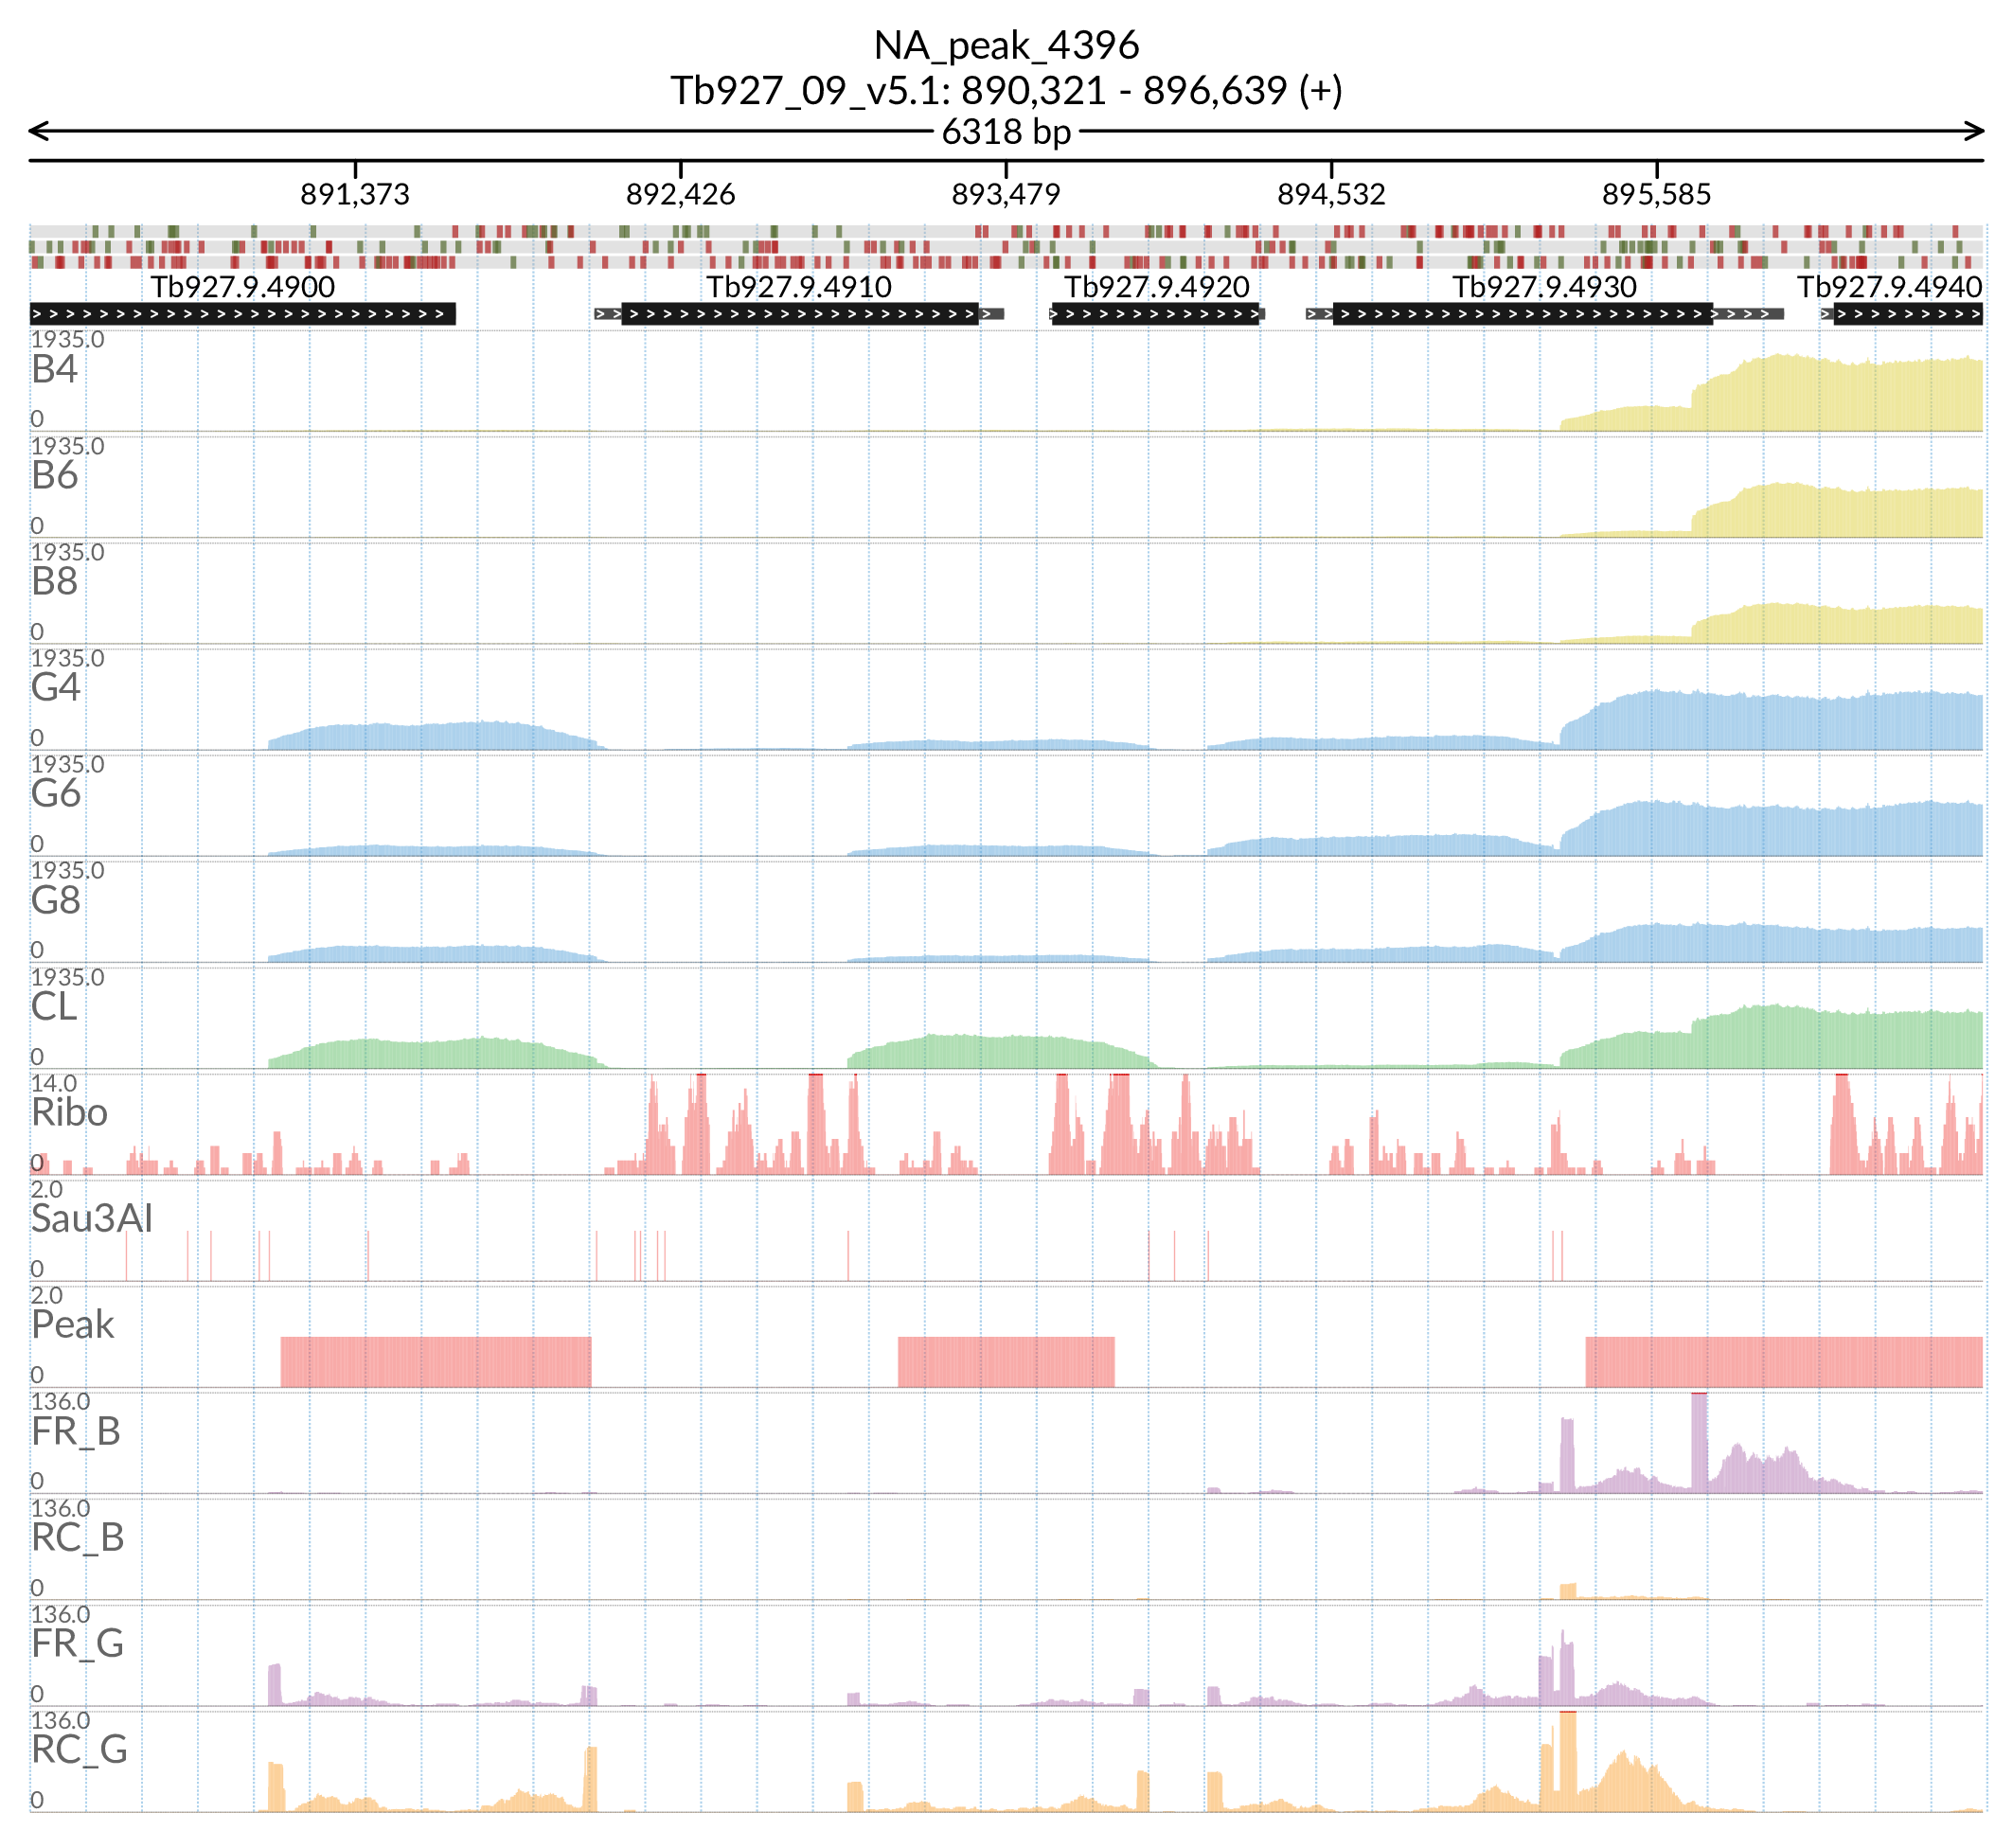 NA_peak_4396
Tb927_09_v5.1: 890,321 - 896,639 (+)
6318 bp
891,373 892,426 893,479 894,532 895,585
Tb927.9.4900 Tb927.9.4910 Tb927.9.4920 Tb927.9.4930 Tb927.9.4940
1935.0
B4
0
1935.0
B6
0
1935.0
B8
0
1935.0
G4
0
1935.0
G6
0
1935.0
G8
0
1935.0
CL
0
14.0
Ribo
0
2.0
Sau3AI
0
2.0
Peak
0
136.0
FR_B
0
136.0
RC_B
0
136.0
FR_G
0
136.0
RC_G
0